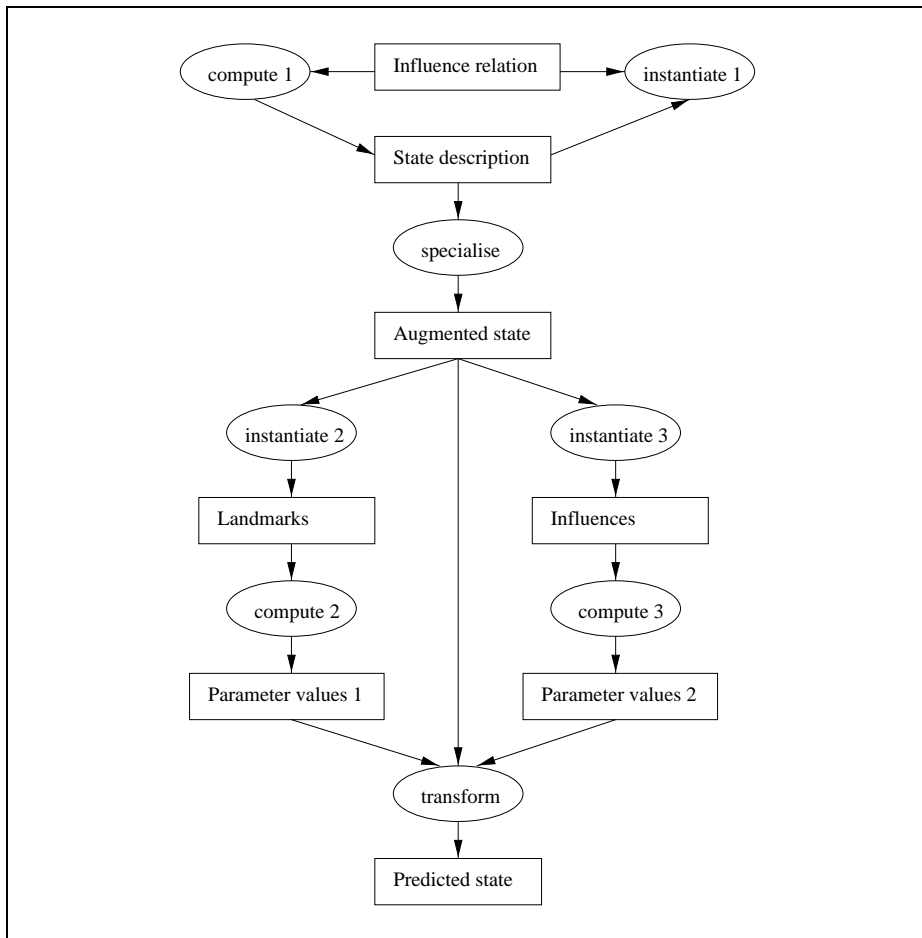 compute 1
Influence relation
instantiate 1
State description
specialise
Augmented state
instantiate 2
instantiate 3
Landmarks
Influences
compute 2
compute 3
Parameter values 1
Parameter values 2
transform
Predicted state